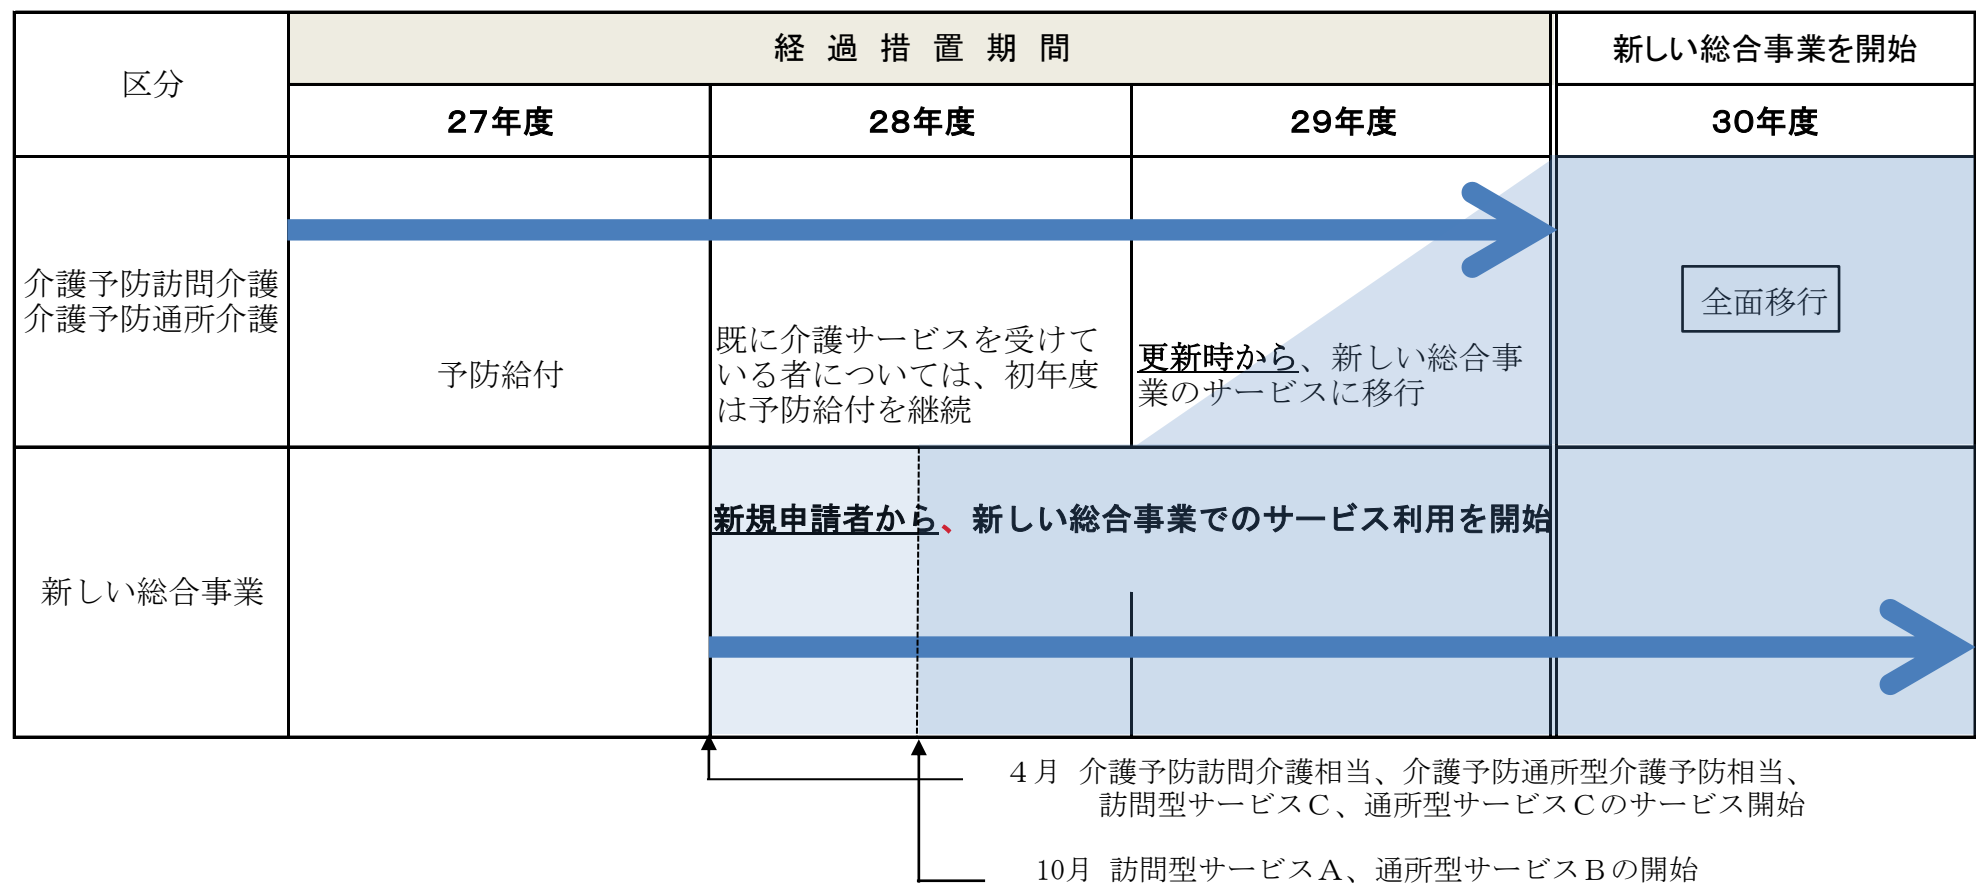 区分
経過措置期間
新しい総合事業を開始
27年度
28年度
29年度
30年度
介護予防訪問介護
介護予防通所介護
予防給付
既に介護サービスを受けて
いる者については、初年度
は予防給付を継続
更新時から、新しい総合事
業のサービスに移行
全面移行
新しい総合事業
新規申請者から、新しい総合事業でのサービス利用を開始
4月 介護予防訪問介護相当、介護予防通所型介護予防相当、
訪問型サービスC、通所型サービスCのサービス開始
10月 訪問型サービスA、通所型サービスBの開始